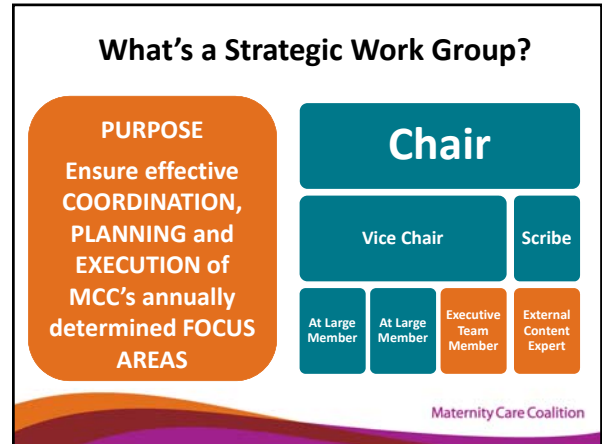 What's a Strategic Work Group?
PURPOSE
Ensure effective
COORDINATION,
PLANNING and
EXECUTION of
MCC's annually
determined FOCUS
AREAS
Chair
Vice Chair
Scribe
At Large
Member
At Large
Member
Executive
Team
Member
External
Content
Expert
Maternity Care Coalition